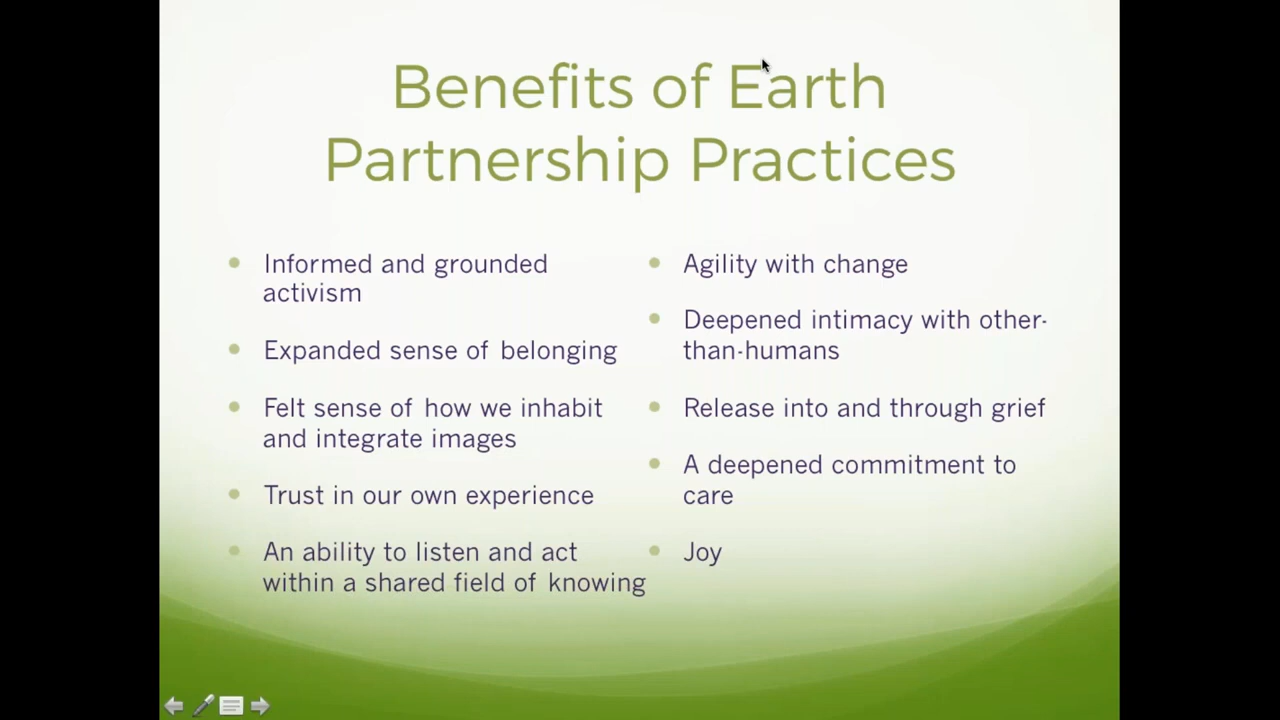 Benefits of Earth
Partnership Practices
Informed and grounded
activism
Expanded sense of belonging
Felt sense of how we inhabit
and integrate images
Trust in our own experience
An ability to listen and act
within a shared field of knowing
Agility with change
Deepened intimacy with other-
than-humans
Release into and through grief
A deepened commitment to
care
Joy